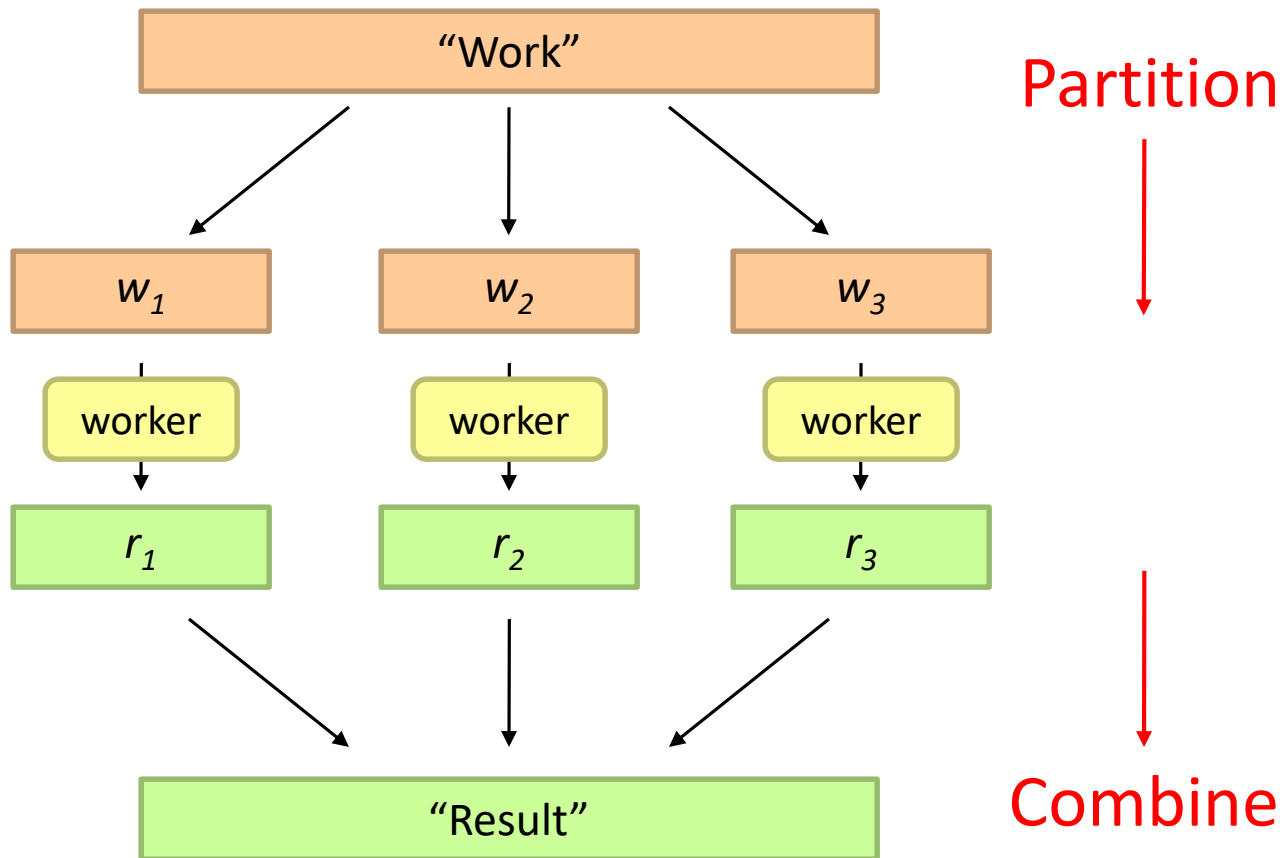 “Work”
Partition
w₁ w₂ w₃
worker worker worker
r₁ r₂ r₃
“Result”
Combine